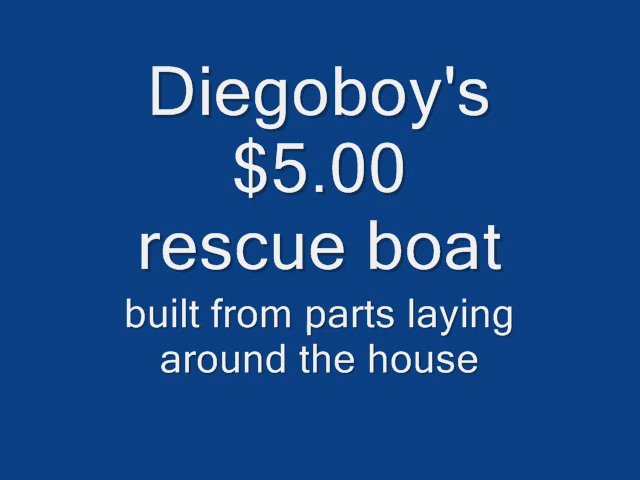 Diegoboy's
$5.00
rescue boat
built from parts laying
around the house